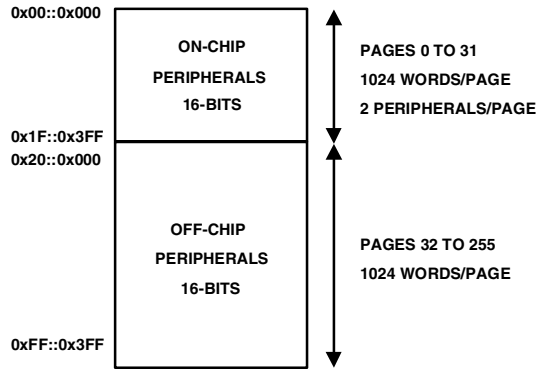 0x00::0x000
ON-CHIP
PERIPHERALS
16-BITS
PAGES 0 TO 31
1024 WORDS/PAGE
2 PERIPHERALS/PAGE
0x1F::0x3FF
0x20::0x000
OFF-CHIP
PERIPHERALS
16-BITS
PAGES 32 TO 255
1024 WORDS/PAGE
0xFF::0x3FF